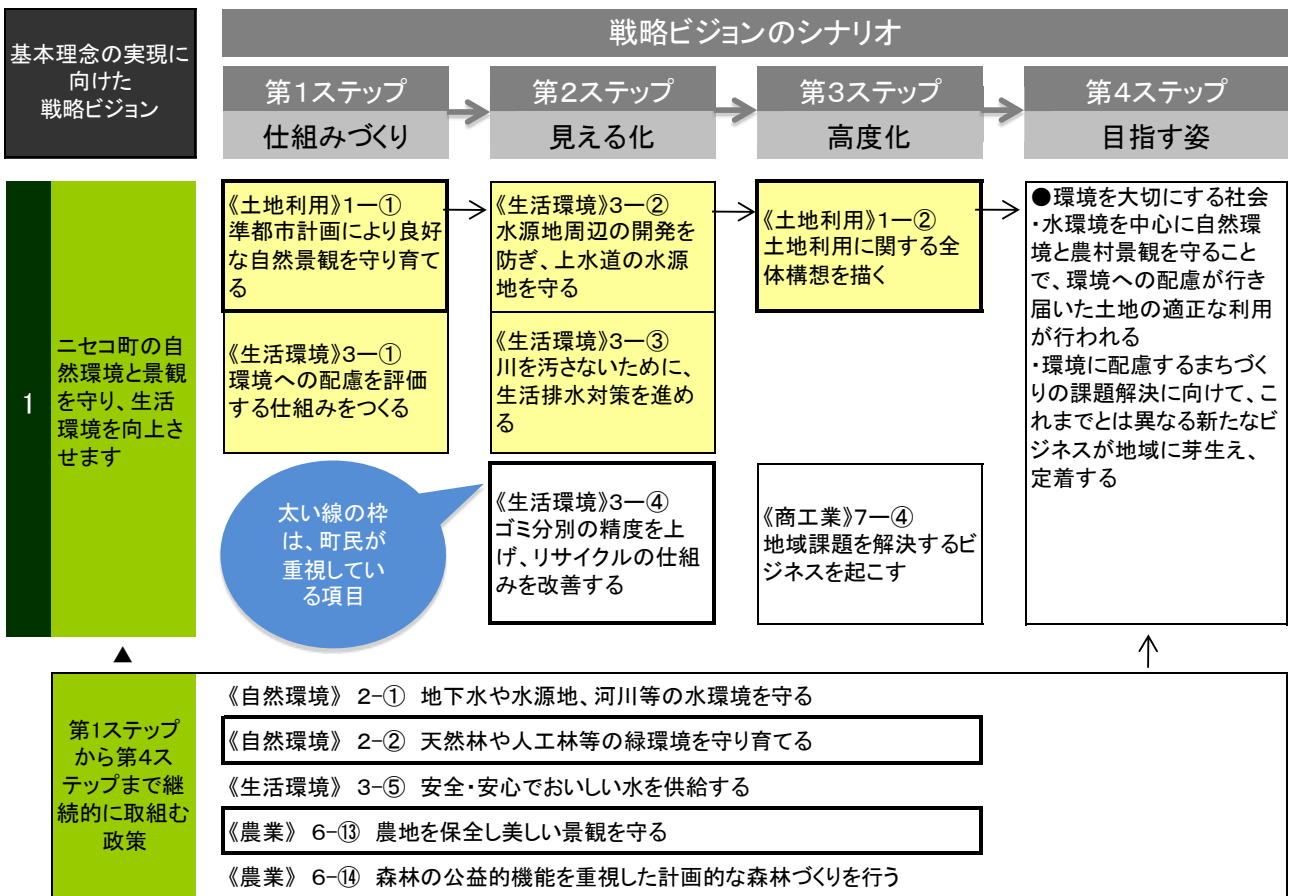 基本理念の実現に
向けた
戦略ビジョン
戦略ビジョンのシナリオ
第1ステップ
仕組みづくり
第2ステップ
見える化
第3ステップ
高度化
第4ステップ
目指す姿
1
ニセコ町の自
然環境と景観
を守り、生活
環境を向上さ
せます
《土地利用》1―①
準都市計画により良好
な自然景観を守り育て
る
《生活環境》3―①
環境への配慮を評価
する仕組みをつくる
太い線の枠
は、町民が
重視してい
る項目
《生活環境》3―②
水源地周辺の開発を
防ぎ、上水道の水源
地を守る
《生活環境》3―③
川を汚さないために、
生活排水対策を進め
る
《生活環境》3―④
ゴミ分別の精度を上
げ、リサイクルの仕組
みを改善する
《土地利用》1―②
土地利用に関する全
体構想を描く
《商工業》7―④
地域課題を解決するビ
ジネスを起こす
●環境を大切にする社会
・水環境を中心に自然環
境と農村景観を守ること
で、環境への配慮が行き
届いた土地の適正な利用
が行われる
・環境に配慮するまちづく
りの課題解決に向けて、こ
れまでとは異なる新たなビ
ジネスが地域に芽生え、
定着する
▲
第1ステップ
から第4ス
テップまで継
続的に取組む
政策
《自然環境》 2-① 地下水や水源地、河川等の水環境を守る
《自然環境》 2-② 天然林や人工林等の緑環境を守り育てる
《生活環境》 3-⑤ 安全・安心でおいしい水を供給する
《農業》 6-⑬ 農地を保全し美しい景観を守る
《農業》 6-⑭ 森林の公益的機能を重視した計画的な森林づくりを行う